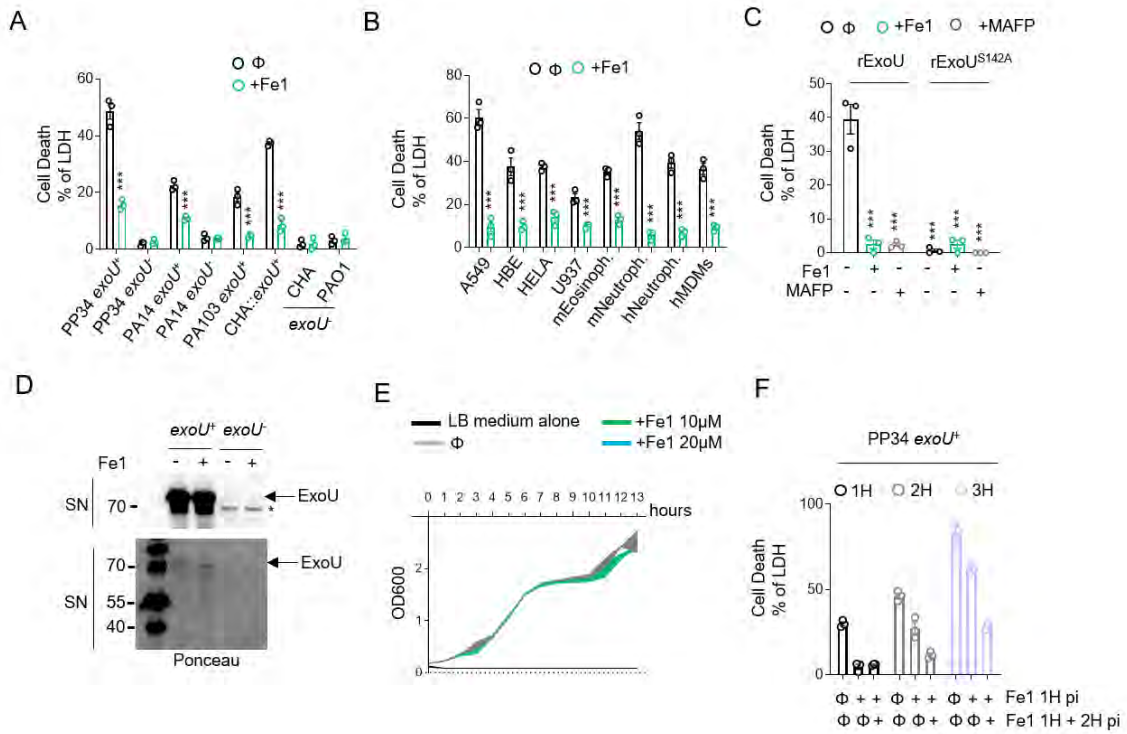 A
Φ
+Fe1
Cell Death
% of LDH
60
40
20
0
***
***
***
***
PP34 exoU+
PP34 exoU-
PA14 exoU+
PA14 exoU-
PA103 exoU+
CHA::exoU+
CHA
PAO1
exoU-
B
Φ +Fe1
Cell Death
% of LDH
80
60
40
20
0
***
***
***
***
***
***
***
***
A549
HBE
HELA
U937
mEosinoph.
mNeutroph.
hNeutroph.
hMDMs
C
Φ +Fe1 +MAFP
rExoU rExoUS142A
Cell Death
% of LDH
50
40
30
20
10
0
***
***
***
***
***
Fe1 - + - - + -
MAFP - - + - - +
D
exoU+ exoU-
Fe1 - + - +
SN 70 - ExoU
*
SN 70 - ExoU
55 -
40 -
Ponceau
E
LB medium alone +Fe1 10µM
Φ +Fe1 20µM
0 1 2 3 4 5 6 7 8 9 10 11 12 13
hours
OD600
2
1
0
F
PP34 exoU+
1H 2H 3H
Cell Death
% of LDH
100
50
0
Φ + + Φ + + Φ + + Fe1 1H pi
Φ Φ + Φ Φ + Φ Φ + Fe1 1H + 2H pi